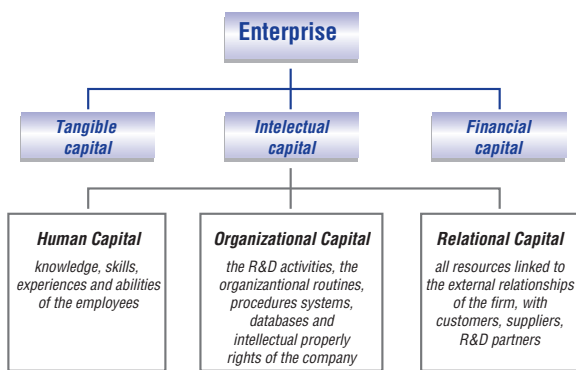 Enterprise
Tangible
capital
Intelectual
capital
Financial
capital
Human Capital
knowledge, skills,
experiences and abilities
of the employees
Organizational Capital
the R&D activities, the
organizantional routines,
procedures systems,
databases and
intellectual properly
rights of the company
Relational Capital
all resources linked to
the external relationships
of the firm, with
customers, suppliers,
R&D partners